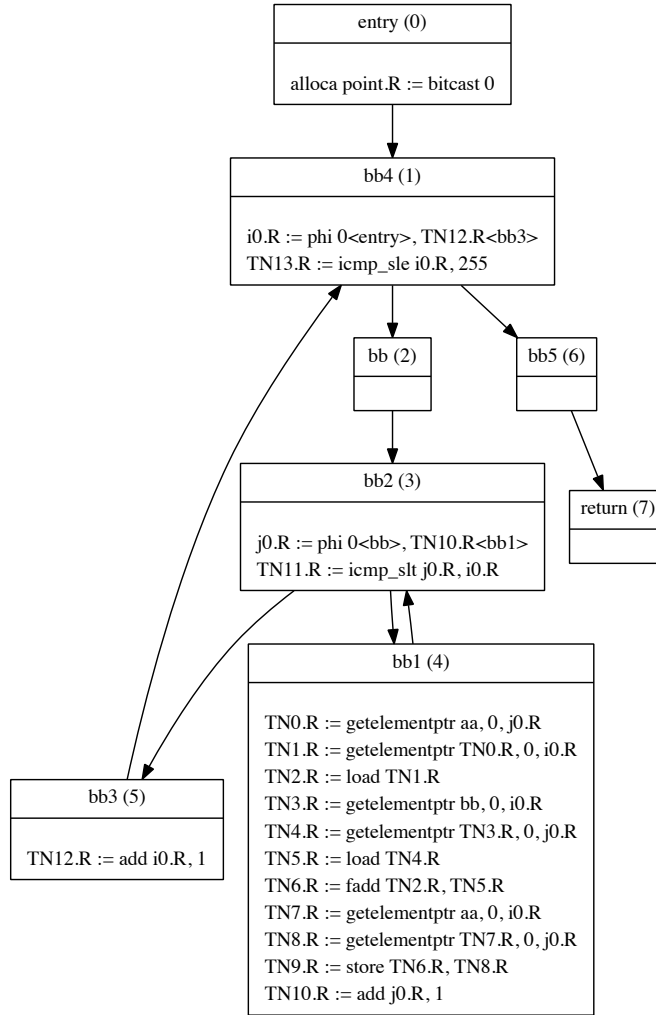 entry (0)
alloca point.R := bitcast 0
bb4 (1)
i0.R := phi 0<entry>, TN12.R<bb3>
TN13.R := icmp_sle i0.R, 255
bb (2)
bb5 (6)
bb2 (3)
j0.R := phi 0<bb>, TN10.R<bb1>
TN11.R := icmp_slt j0.R, i0.R
return (7)
bb1 (4)
TN0.R := getelementptr aa, 0, j0.R
TN1.R := getelementptr TN0.R, 0, i0.R
TN2.R := load TN1.R
TN3.R := getelementptr bb, 0, i0.R
TN4.R := getelementptr TN3.R, 0, j0.R
TN5.R := load TN4.R
TN6.R := fadd TN2.R, TN5.R
TN7.R := getelementptr aa, 0, i0.R
TN8.R := getelementptr TN7.R, 0, j0.R
TN9.R := store TN6.R, TN8.R
TN10.R := add j0.R, 1
bb3 (5)
TN12.R := add i0.R, 1